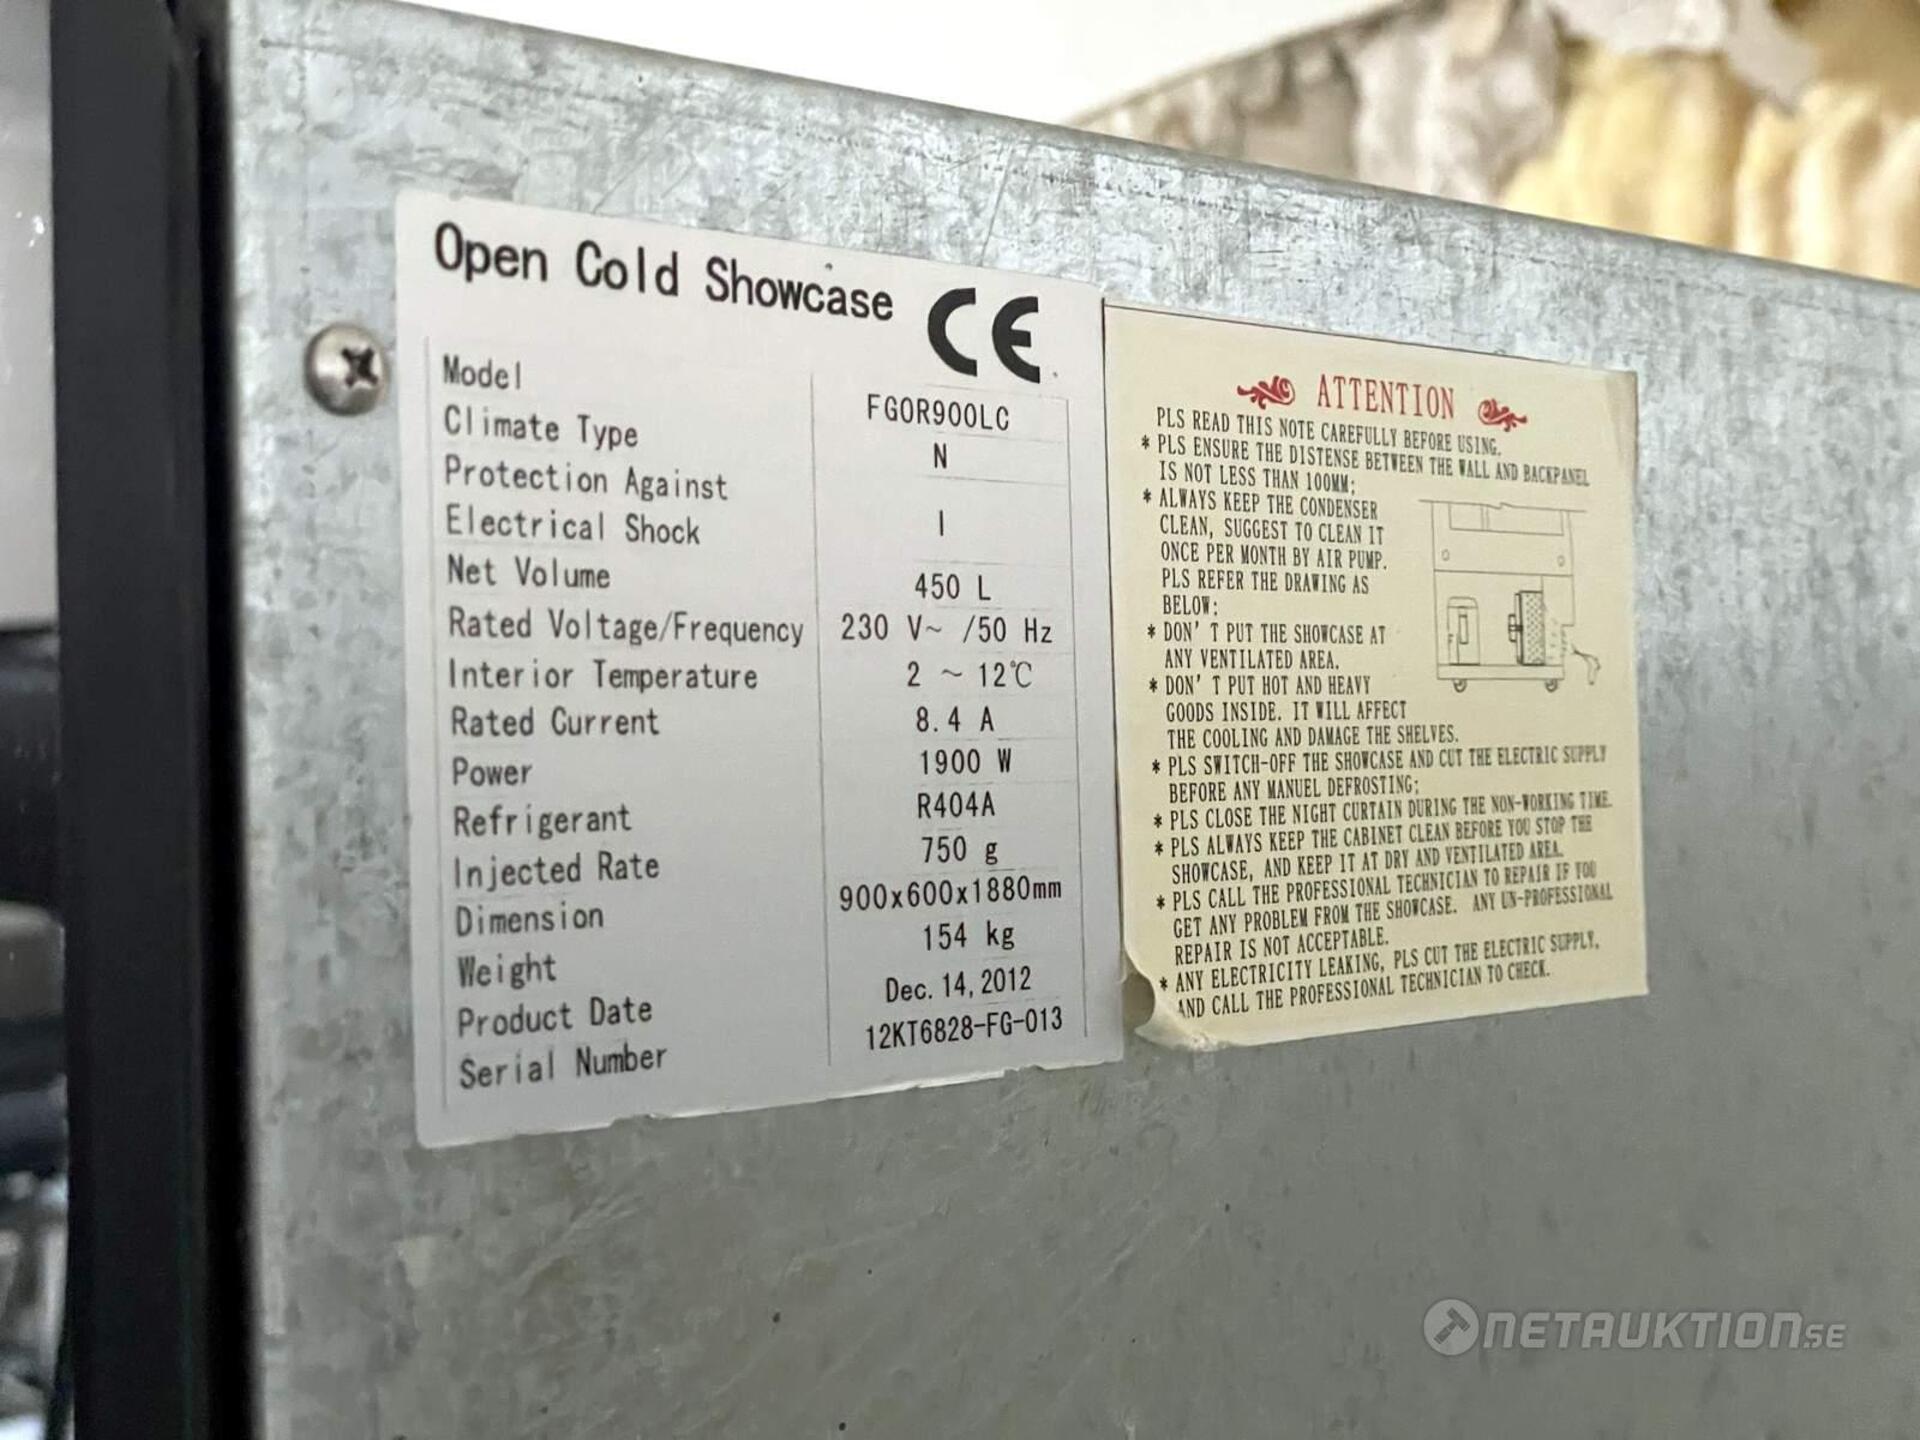 Open Cold Showcase CE
Model FGOR900LC
Climate Type N
Protection Against
Electrical Shock I
Net Volume 450 L
Rated Voltage/Frequency 230 V~ /50 Hz
Interior Temperature 2 ~ 12℃
Rated Current 8.4 A
Power 1900 W
Refrigerant R404A
Injected Rate 750 g
Dimension 900x600x1880mm
Weight 154 kg
Product Date Dec. 14, 2012
Serial Number 12KT6828-FG-013
ATTENTION
PLS READ THIS NOTE CAREFULLY BEFORE USING.
* PLS ENSURE THE DISTENSE BETWEEN THE WALL AND BACKPANEL
IS NOT LESS THAN 100MM;
* ALWAYS KEEP THE CONDENSER
CLEAN, SUGGEST TO CLEAN IT
ONCE PER MONTH BY AIR PUMP.
PLS REFER THE DRAWING AS
BELOW;
* DON' T PUT THE SHOWCASE AT
ANY VENTILATED AREA.
* DON' T PUT HOT AND HEAVY
GOODS INSIDE. IT WILL AFFECT
THE COOLING AND DAMAGE THE SHELVES.
* PLS SWITCH-OFF THE SHOWCASE AND CUT THE ELECTRIC SUPPLY
BEFORE ANY MANUEL DEFROSTING;
* PLS CLOSE THE NIGHT CURTAIN DURING THE NON-WORKING TIME.
* PLS ALWAYS KEEP THE CABINET CLEAN BEFORE YOU STOP THE
SHOWCASE, AND KEEP IT AT DRY AND VENTILATED AREA.
* PLS CALL THE PROFESSIONAL TECHNICIAN TO REPAIR IF YOU
GET ANY PROBLEM FROM THE SHOWCASE. ANY UN-PROFESSIONAL
REPAIR IS NOT ACCEPTABLE.
* ANY ELECTRICITY LEAKING, PLS CUT THE ELECTRIC SUPPLY,
AND CALL THE PROFESSIONAL TECHNICIAN TO CHECK.
NETAUKTION.SE